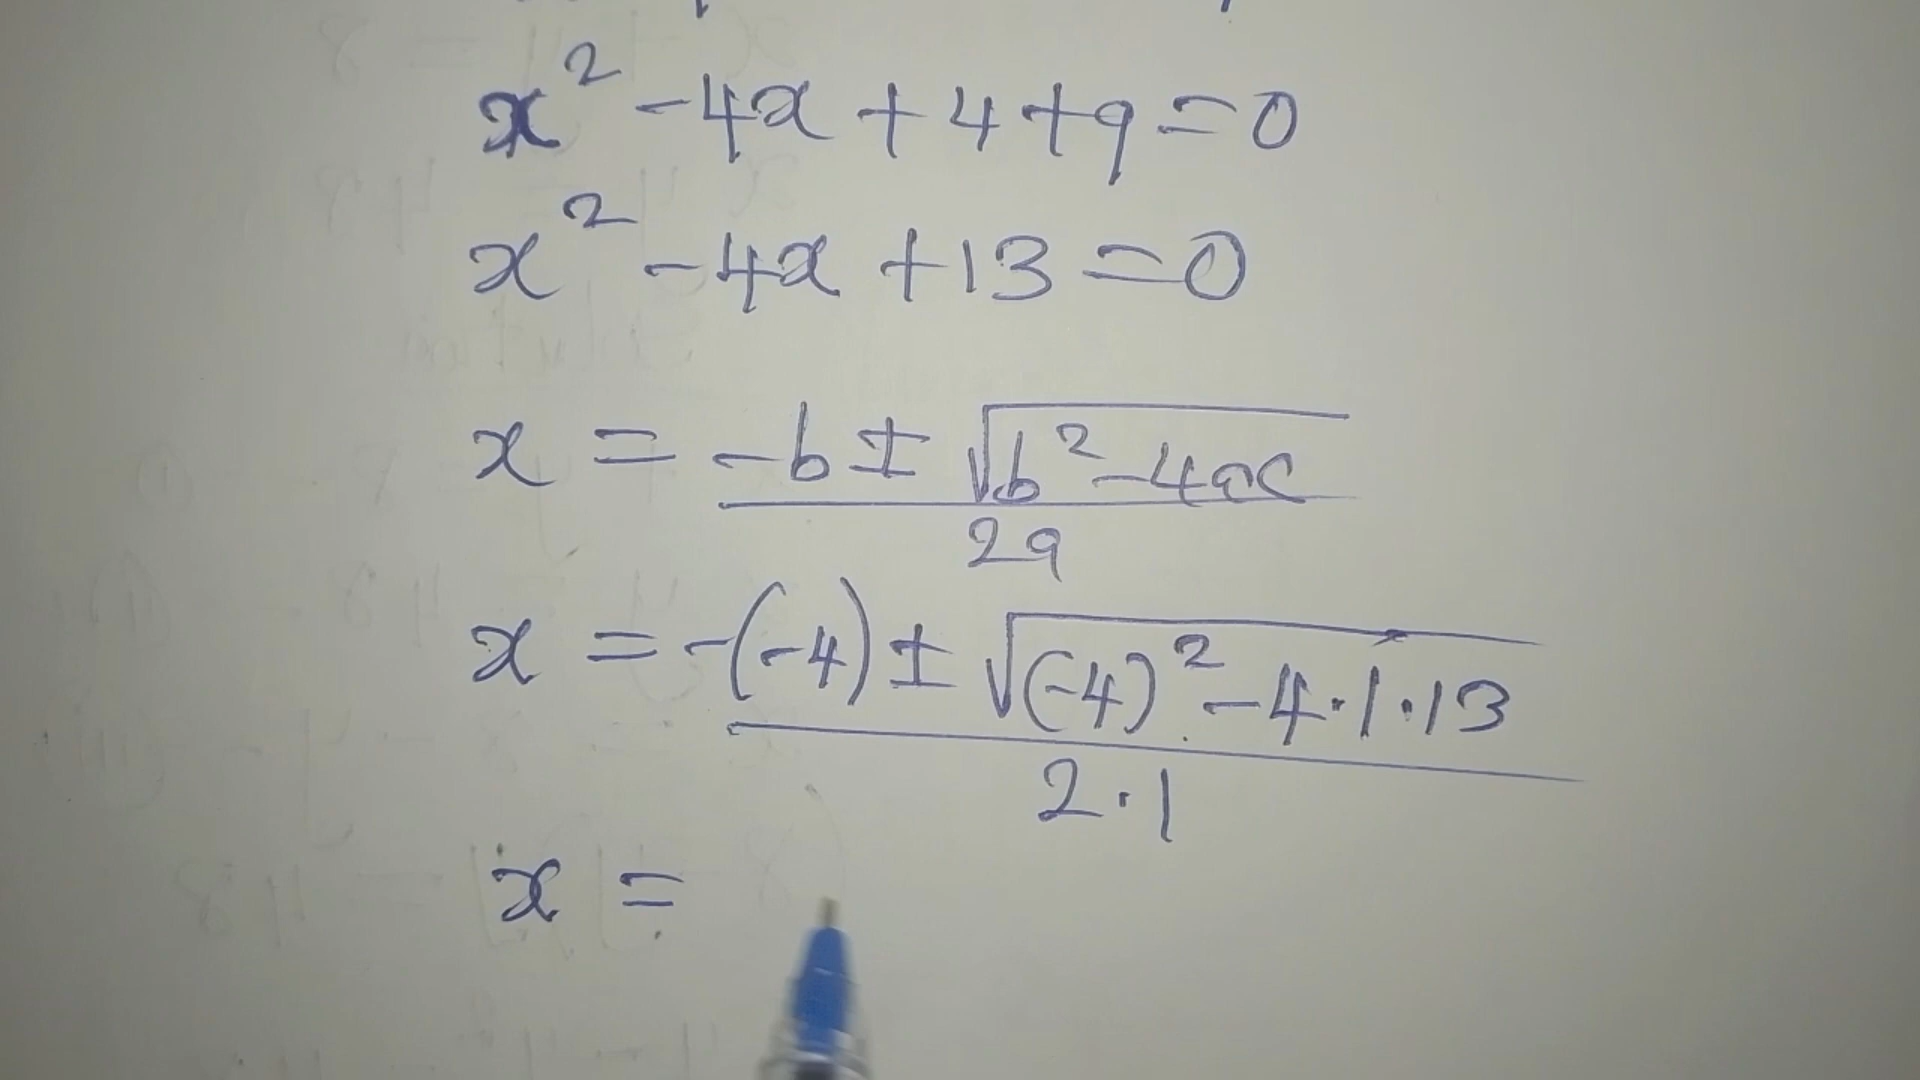 x² - 4x + 4 + 9 = 0
x² - 4x + 13 = 0
x = -b ± √(b² - 4ac) / 2a
x = -(-4) ± √((-4)² - 4·1·13) / 2·1
x =